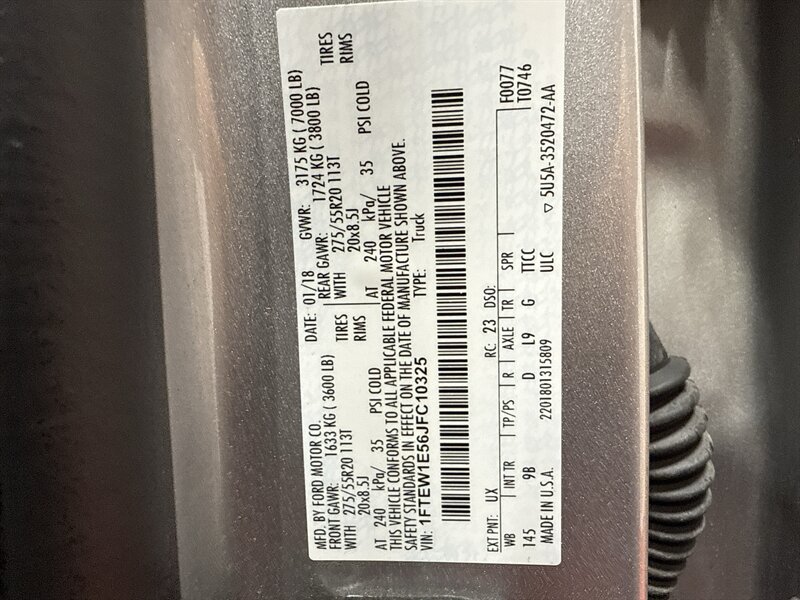 MFD. BY FORD MOTOR CO.
DATE: 01/18 GVWR: 3175 KG ( 7000 LB)
FRONT GAWR: 1633 KG ( 3600 LB)
REAR GAWR: 1724 KG ( 3800 LB)
WITH 275/55R20 113T TIRES
WITH 275/55R20 113T TIRES
20x8.5J RIMS
20x8.5J RIMS
AT 240 kPa/ 35 PSI COLD
AT 240 kPa/ 35 PSI COLD
THIS VEHICLE CONFORMS TO ALL APPLICABLE FEDERAL MOTOR VEHICLE
SAFETY STANDARDS IN EFFECT ON THE DATE OF MANUFACTURE SHOWN ABOVE.
VIN: 1FTEW1E56JFC10325 TYPE: Truck
EXT PNT: UX RC: 23 DSO: F0077
WB INT TR TP/PS R AXLE TR SPR T0746
145 9B D L9 G TTCC
MADE IN U.S.A. 2201801315809 ULC ▽ 5U5A-3520472-AA